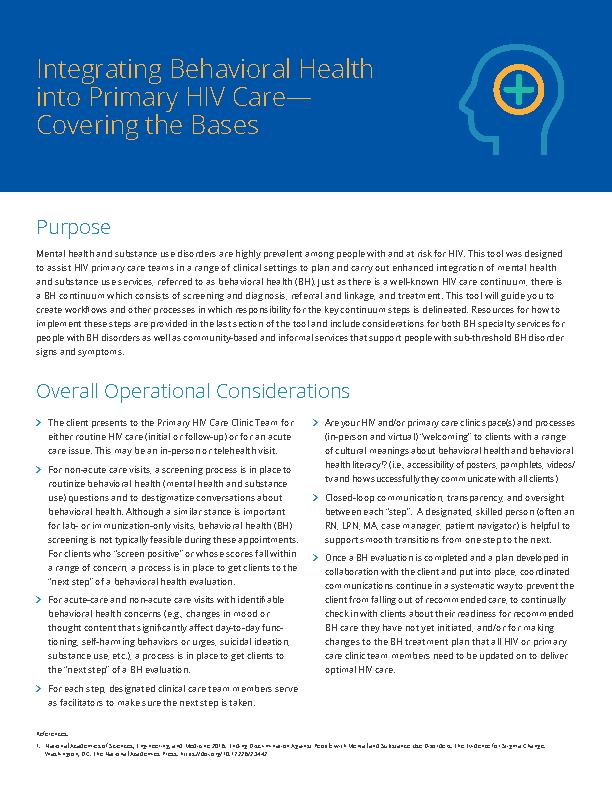 Integrating Behavioral Health
into Primary HIV Care—
Covering the Bases
Purpose
Mental health and substance use disorders are highly prevalent among people with and at risk for HIV. This tool was designed
to assist HIV primary care teams in a range of clinical settings to plan and carry out enhanced integration of mental health
and substance use services, referred to as behavioral health (BH). Just as there is a well-known HIV care continuum, there is
a BH continuum which consists of screening and diagnosis, referral and linkage, and treatment. This tool will guide you to
create workflows and other processes in which responsibility for the key continuum steps is delineated. Resources for how to
implement these steps are provided in the last section of the tool and include considerations for both BH specialty services for
people with BH disorders as well as community-based and informal services that support people with sub-threshold BH disorder
signs and symptoms.
Overall Operational Considerations
The client presents to the Primary HIV Care Clinic Team for
either routine HIV care (initial or follow-up) or for an acute
care issue. This may be an in-person or telehealth visit.
For non-acute care visits, a screening process is in place to
routinize behavioral health (mental health and substance
use) questions and to destigmatize conversations about
behavioral health. Although a similar stance is important
for lab- or immunization-only visits, behavioral health (BH)
screening is not typically feasible during these appointments.
For clients who “screen positive” or whose scores fall within
a range of concern, a process is in place to get clients to the
“next step” of a behavioral health evaluation.
For acute-care and non-acute care visits with identifiable
behavioral health concerns (e.g., changes in mood or
thought content that significantly affect day-to-day func-
tioning, self-harming behaviors or urges, suicidal ideation,
substance use, etc.), a process is in place to get clients to
the “next step” of a BH evaluation.
For each step, designated clinical care team members serve
as facilitators to make sure the next step is taken.
Are your HIV and/or primary care clinic space(s) and processes
(in-person and virtual) “welcoming” to clients with a range
of cultural meanings about behavioral health and behavioral
health literacy¹? (i.e., accessibility of posters, pamphlets, videos/
tv and how successfully they communicate with all clients.)
Closed-loop communication, transparency, and oversight
between each “step”. A designated, skilled person (often an
RN, LPN, MA, case manager, patient navigator) is helpful to
support smooth transitions from one step to the next.
Once a BH evaluation is completed and a plan developed in
collaboration with the client and put into place, coordinated
communications continue in a systematic way to prevent the
client from falling out of recommended care, to continually
check in with clients about their readiness for recommended
BH care they have not yet initiated, and/or for making
changes to the BH treatment plan that all HIV or primary
care clinic team members need to be updated on to deliver
optimal HIV care.
References
1. National Academies of Sciences, Engineering, and Medicine 2016. Ending Discrimination Against People with Mental and Substance Use Disorders: The Evidence for Stigma Change.
Washington, DC: The National Academies Press. https://doi.org/10.17226/23442